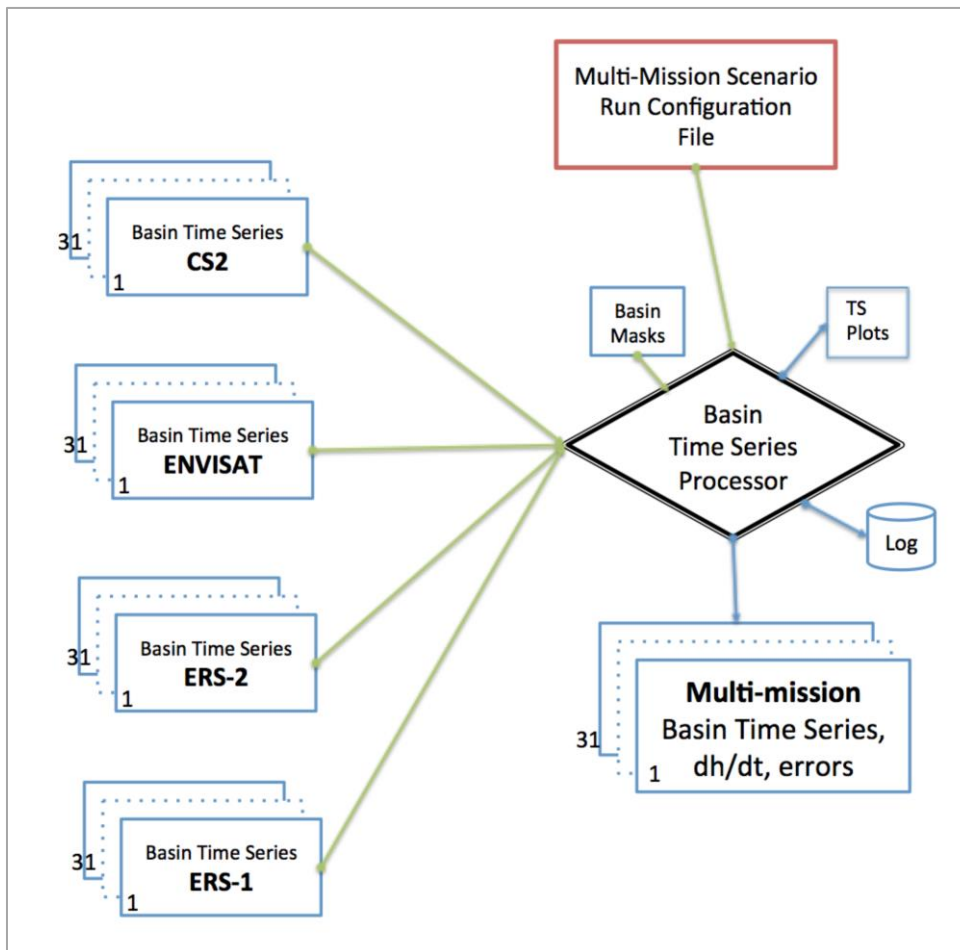 Multi-Mission Scenario
Run Configuration
File
Basin Time Series
CS2
31
1
Basin
Masks
TS
Plots
Basin Time Series
ENVISAT
31
1
Basin
Time Series
Processor
Log
Basin Time Series
ERS-2
31
1
Multi-mission
Basin Time Series,
dh/dt, errors
31
1
Basin Time Series
ERS-1
31
1